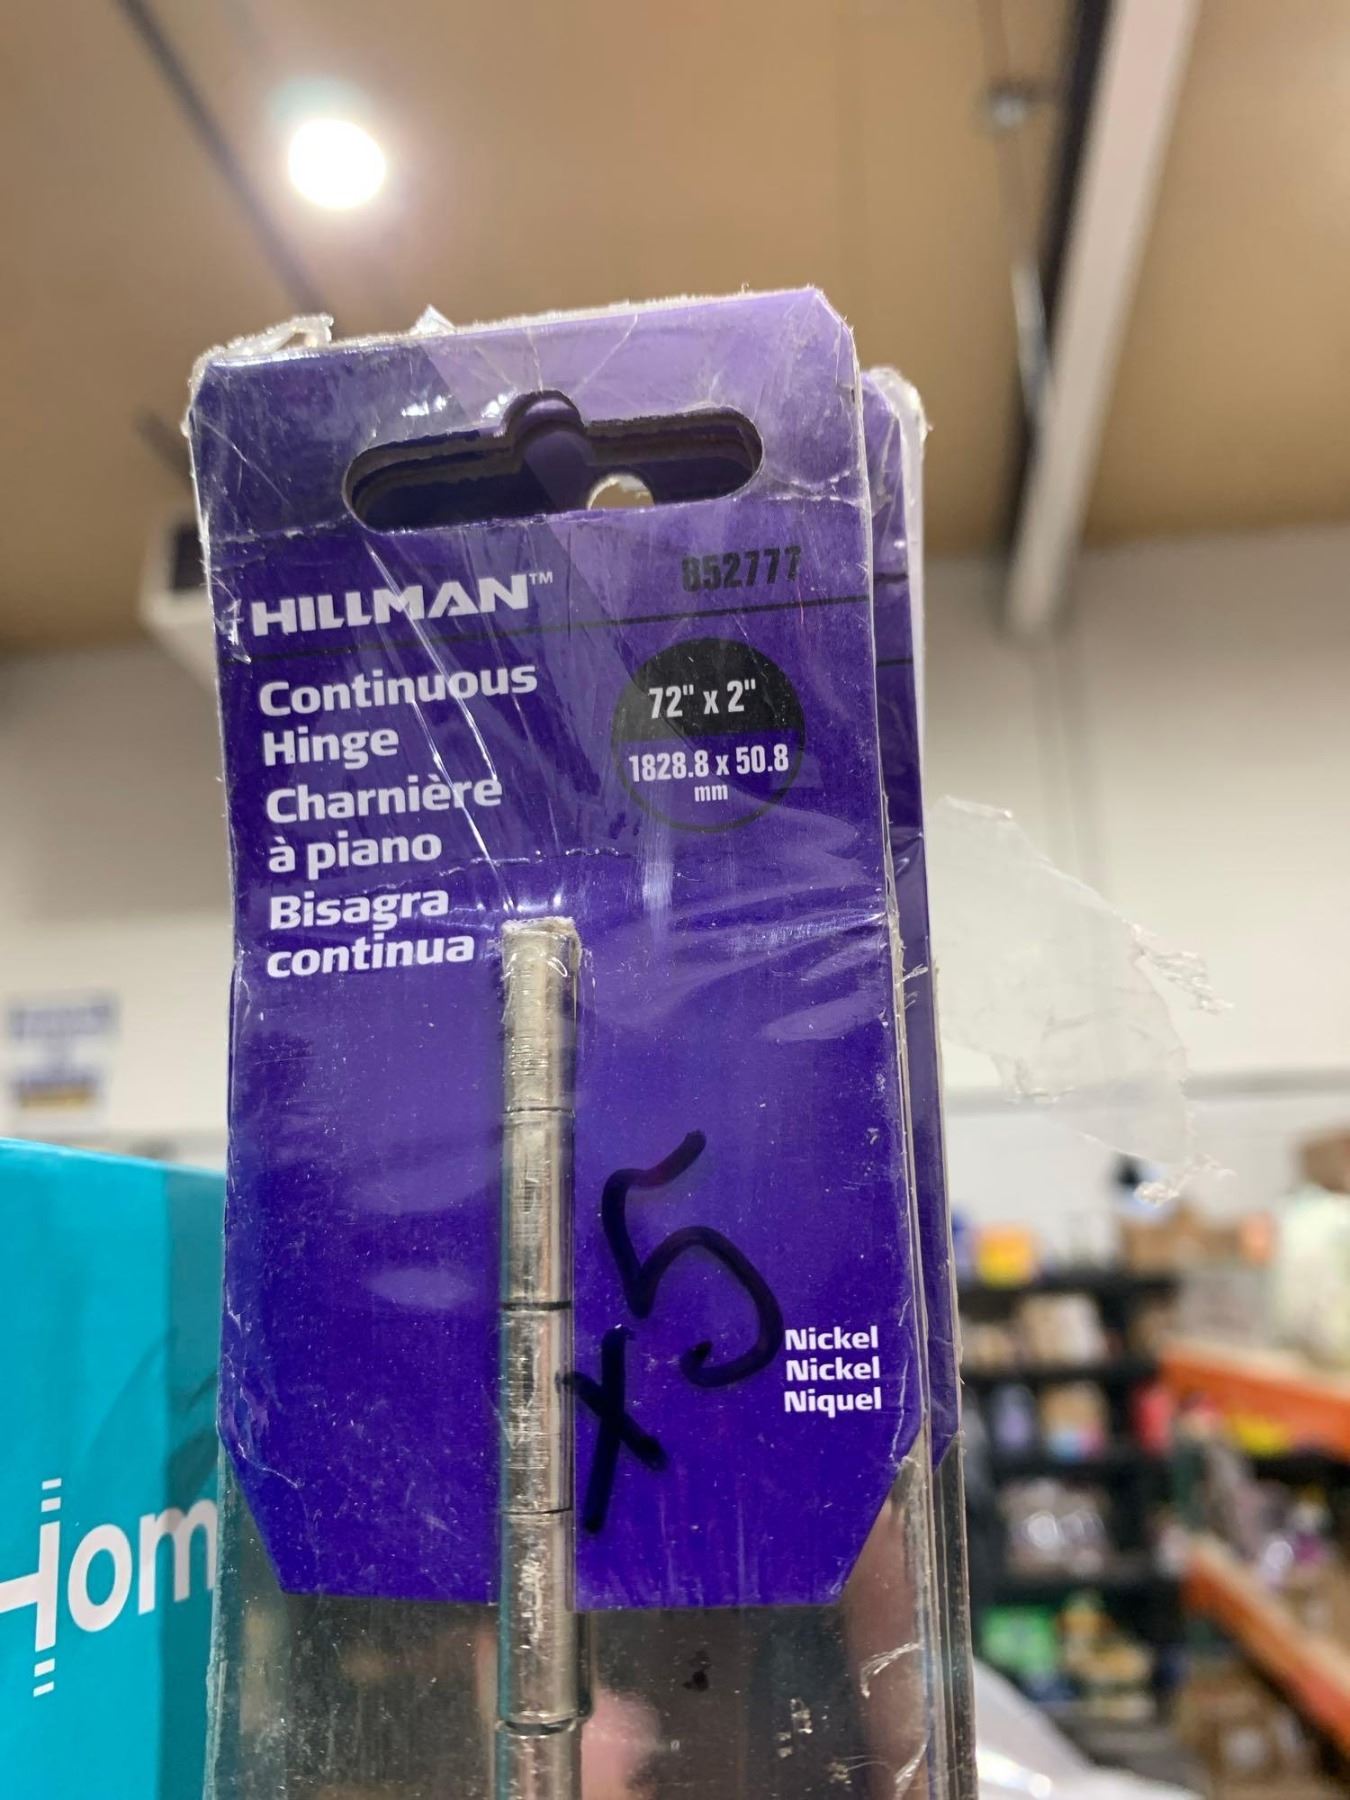 HILLMAN™
852777
Continuous
Hinge
Charnière
à piano
Bisagra
continua
72" x 2"
1828.8 x 50.8
mm
x5
Nickel
Nickel
Niquel
Hom